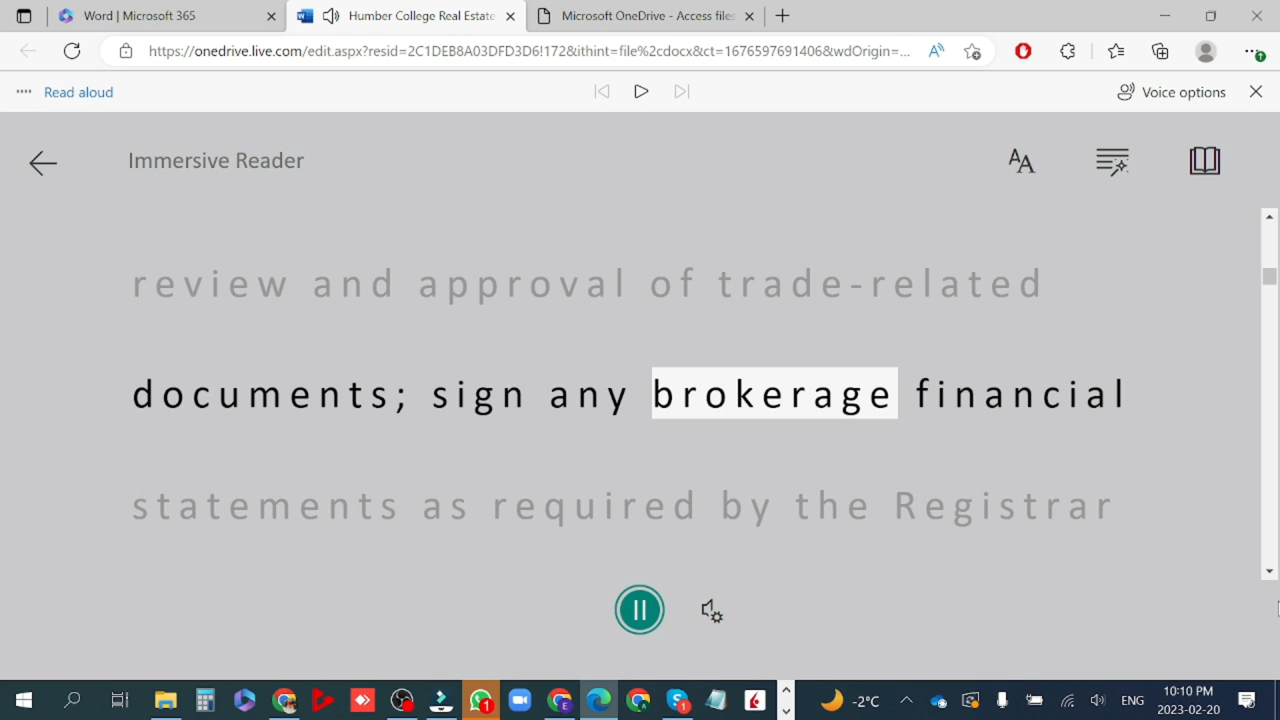 Word | Microsoft 365
Humber College Real Estate
Microsoft OneDrive - Access files
https://onedrive.live.com/edit.aspx?resid=2C1DEB8A03DFD3D6!172&ithint=file%2cdocx&ct=1676597691406&wdOrigin=...
Read aloud
Voice options
Immersive Reader
review and approval of trade-related
documents; sign any brokerage financial
statements as required by the Registrar
-2°C
ENG
10:10 PM
2023-02-20